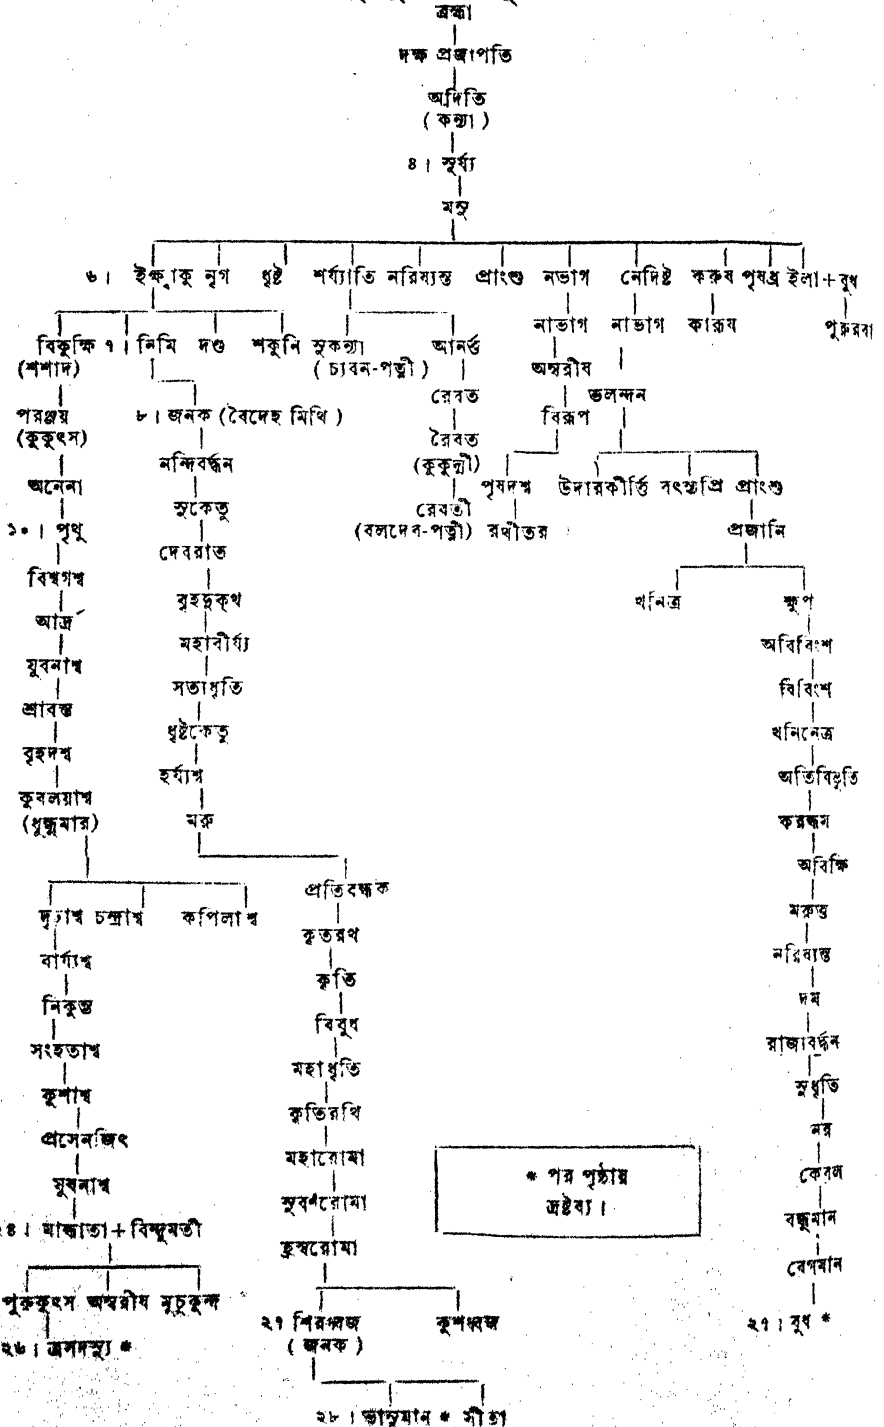 ব্রহ্মা
দক্ষ প্রজাপতি
অদিতি
( কন্যা )
৪। সূর্য্য
মনু
৬। ইক্ষ্বাকু নৃগ ধৃষ্ট শর্য্যাতি নরিষ্যন্ত প্রাংশু নভাগ নেদিষ্ট করুষ পৃষধ্র ইলা + বুধ
নাভাগ নাভাগ কারূষ পুরুরবা
বিকুক্ষি ৭। নিমি দণ্ড শকুনি সুকন্যা আনর্ত্ত
(শশাদ) ( চ্যবন-পত্নী ) অম্বরীষ
রেবত ভলন্দন
পরঞ্জয় ৮। জনক (বৈদেহ মিথি ) বিরূপ
(কুকুৎস) রৈবত
নন্দিবর্দ্ধন (কুকুদ্মী)
অনেনা পৃষদশ্ব উদারকীর্ত্তি বৎসপ্রি প্রাংশু
সুকেতু রেবতী
১০। পৃথু (বলদেব-পত্নী) রথীতর প্রজানি
দেবরাত
বিশ্বগশ্ব
বৃহদ্রুকথ খনিত্র ক্ষুপ
আর্দ্র
মহাবীর্য্য অবিবিংশ
যুবনাশ্ব
সত্যধৃতি বিবিংশ
শ্রাবস্ত
ধৃষ্টকেতু খনিনেত্র
বৃহদশ্ব
হর্য্যশ্ব অতিবিভূতি
কুবলয়াশ্ব
(ধুন্ধুমার) মরু করন্ধম
অবিক্ষি
প্রতিবন্ধক
দৃঢ়াশ্ব চন্দ্রাশ্ব কপিলাশ্ব মরুত্ত
কৃতরথ
বার্য্যশ্ব নরিষ্যন্ত
কৃতি
নিকুম্ভ দম
বিবুধ
সংহতাশ্ব রাজ্যবর্দ্ধন
মহাধৃতি
কৃশাশ্ব সুধৃতি
কৃতিরথি
প্রসেনজিৎ নর
মহারোমা
যুবনাশ্ব * পর পৃষ্ঠায় কেবল
সুবর্ণরোমা দ্রষ্টব্য।
২৪। মান্ধাতা + বিন্দুমতী বন্ধুমান
হ্রস্বরোমা
বেগমান
পুরুকুৎস অম্বরীষ মুচুকুন্দ
২৭ শিরধ্বজ কুশধ্বজ ২৭। বুধ *
২৬। ত্রসদস্যু * ( জনক )
২৮। ভানুমান * সীতা